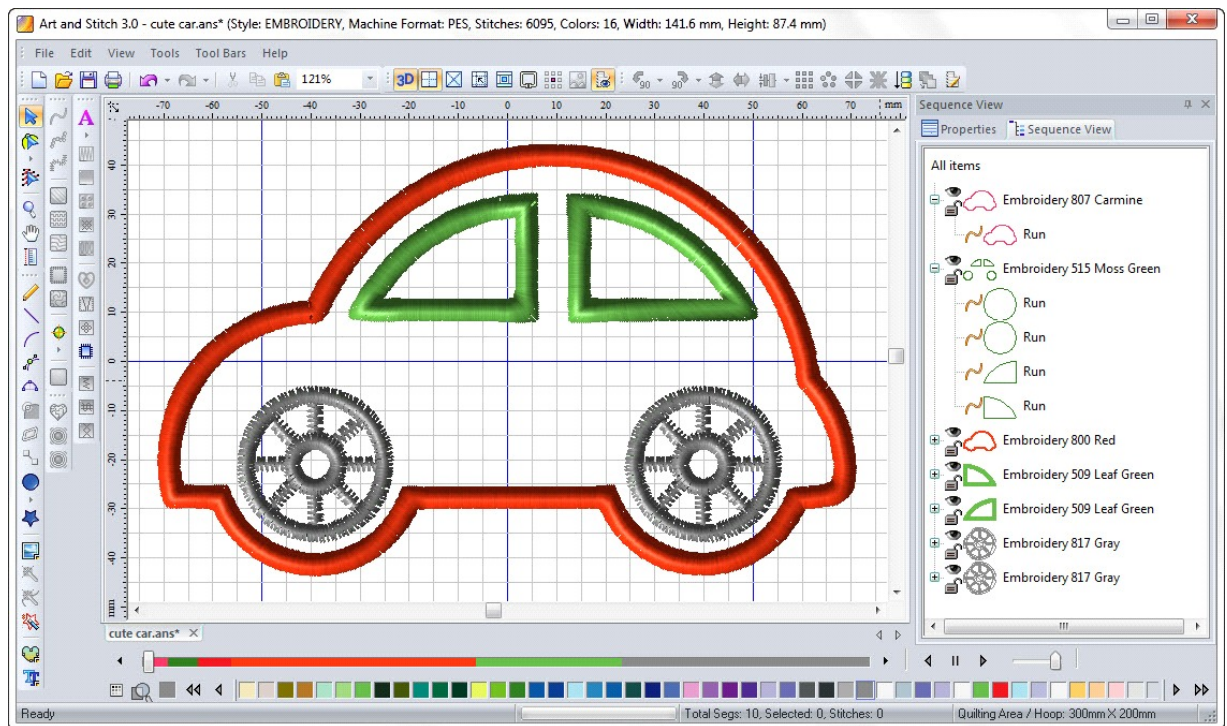 Art and Stitch 3.0 - cute car.ans* (Style: EMBROIDERY, Machine Format: PES, Stitches: 6095, Colors: 16, Width: 141.6 mm, Height: 87.4 mm)
File Edit View Tools Tool Bars Help
121% 3D 90 90
-70 -60 -50 -40 -30 -20 -10 0 10 20 30 40 50 60 70 mm
40
30
20
10
0
-10
-20
-30
-40
mm
A
Sequence View
Properties Sequence View
All items
Embroidery 807 Carmine
Run
Embroidery 515 Moss Green
Run
Run
Run
Run
Embroidery 800 Red
Embroidery 509 Leaf Green
Embroidery 509 Leaf Green
Embroidery 817 Gray
Embroidery 817 Gray
cute car.ans*
Ready Total Segs: 10, Selected: 0, Stitches: 0 Quilting Area / Hoop: 300mm X 200mm